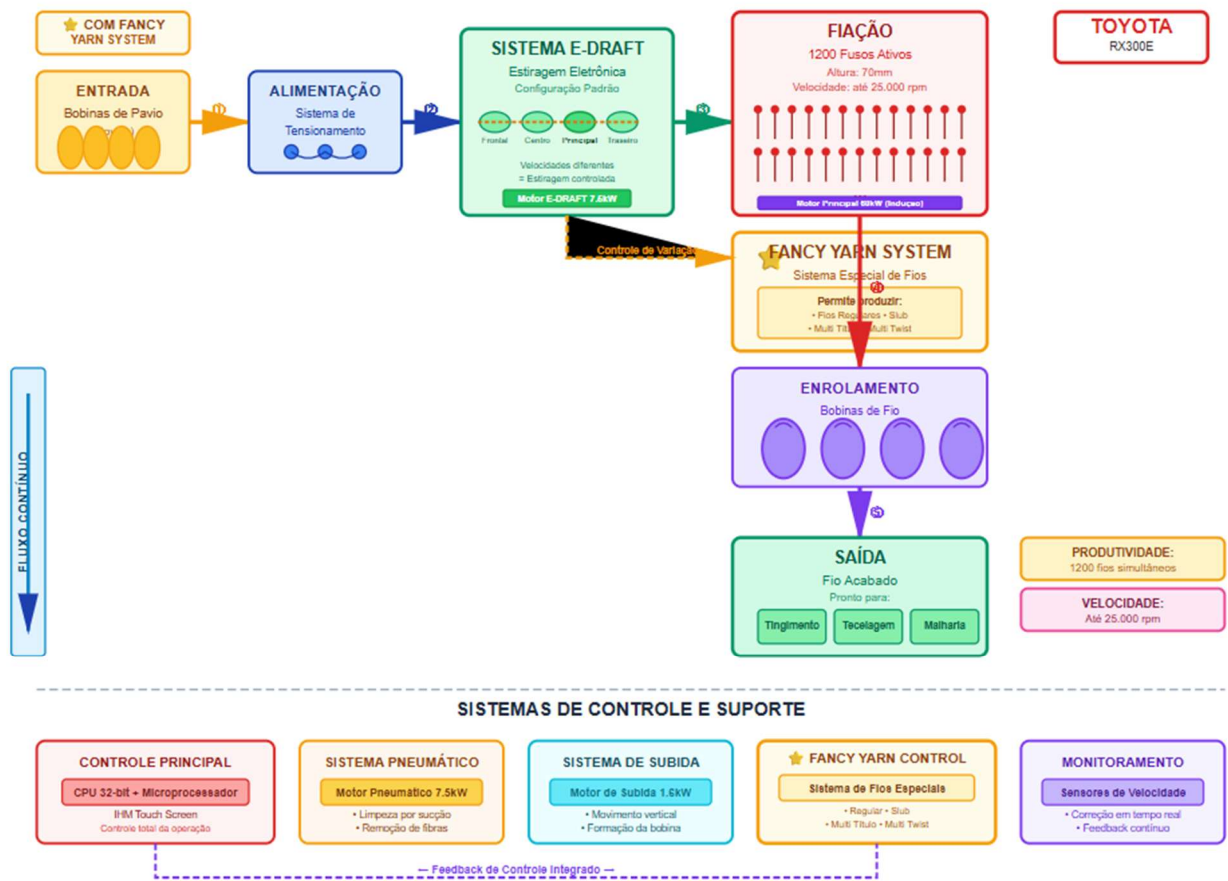 COM FANCY
YARN SYSTEM
TOYOTA
RX300E
ENTRADA
Bobinas de Pavio
(1)
ALIMENTAÇÃO
Sistema de
Tensionamento
(2)
SISTEMA E-DRAFT
Estiragem Eletrônica
Configuração Padrão
Frontal
Centro
Principal
Traseiro
Velocidades diferentes
= Estiragem controlada
Motor E-DRAFT 7.5kW
(3)
FIAÇÃO
1200 Fusos Ativos
Altura: 70mm
Velocidade: até 25.000 rpm
Motor Principal (Indução)
Controle de Variação
FANCY YARN SYSTEM
Sistema Especial de Fios
(4)
Permite produzir:
• Fios Regulares • Slub
• Multi Título • Multi Twist
ENROLAMENTO
Bobinas de Fio
(5)
SAÍDA
Fio Acabado
Pronto para:
Tingimento
Tecelagem
Malharia
FLUXO CONTÍNUO
PRODUTIVIDADE:
1200 fios simultâneos
VELOCIDADE:
Até 25.000 rpm
SISTEMAS DE CONTROLE E SUPORTE
CONTROLE PRINCIPAL
CPU 32-bit + Microprocessador
IHM Touch Screen
Controle total da operação
SISTEMA PNEUMÁTICO
Motor Pneumático 7.5kW
• Limpeza por sucção
• Remoção de fibras
SISTEMA DE SUBIDA
Motor de Subida 1.6kW
• Movimento vertical
• Formação da bobina
FANCY YARN CONTROL
Sistema de Fios Especiais
• Regular • Slub
• Multi Título • Multi Twist
MONITORAMENTO
Sensores de Velocidade
• Correção em tempo real
• Feedback contínuo
← Feedback de Controle Integrado →